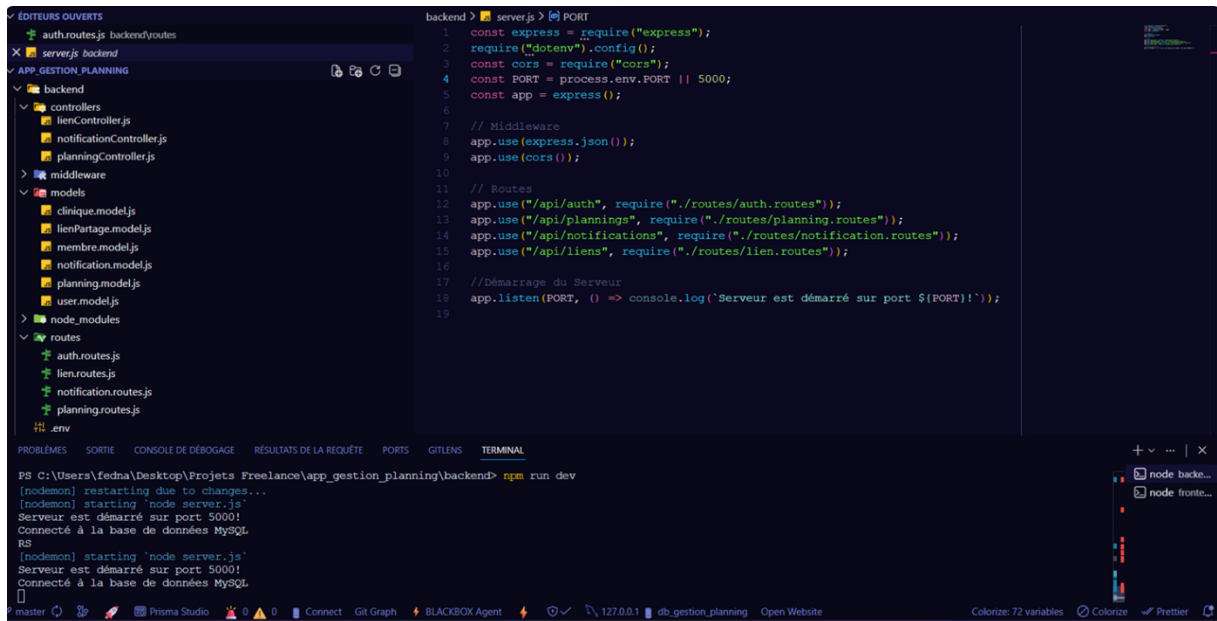 ÉDITEURS OUVERTS
auth.routes.js backend\routes
server.js backend
APP_GESTION_PLANNING
backend
controllers
lienController.js
notificationController.js
planningController.js
middleware
models
clinique.model.js
lienPartage.model.js
membre.model.js
notification.model.js
planning.model.js
user.model.js
node_modules
routes
auth.routes.js
lien.routes.js
notification.routes.js
planning.routes.js
.env
backend > server.js > PORT
1 const express = require("express");
2 require("dotenv").config();
3 const cors = require("cors");
4 const PORT = process.env.PORT || 5000;
5 const app = express();
6
7 // Middleware
8 app.use(express.json());
9 app.use(cors());
10
11 // Routes
12 app.use("/api/auth", require("./routes/auth.routes"));
13 app.use("/api/plannings", require("./routes/planning.routes"));
14 app.use("/api/notifications", require("./routes/notification.routes"));
15 app.use("/api/liens", require("./routes/lien.routes"));
16
17 //Démarrage du Serveur
18 app.listen(PORT, () => console.log(`Serveur est démarré sur port ${PORT}!`));
19
PROBLÈMES SORTIE CONSOLE DE DÉBOGAGE RÉSULTATS DE LA REQUÊTE PORTS GITLENS TERMINAL
PS C:\Users\fedna\Desktop\Projets Freelance\app_gestion_planning\backend> npm run dev
[nodemon] restarting due to changes...
[nodemon] starting `node server.js`
Serveur est démarré sur port 5000!
Connecté à la base de données MySQL
RS
[nodemon] starting `node server.js`
Serveur est démarré sur port 5000!
Connecté à la base de données MySQL
node backe...
node fronte...
master Prisma Studio 0 0 Connect Git Graph BLACKBOX Agent 127.0.0.1 db_gestion_planning Open Website Colorize: 72 variables Colorize Prettier